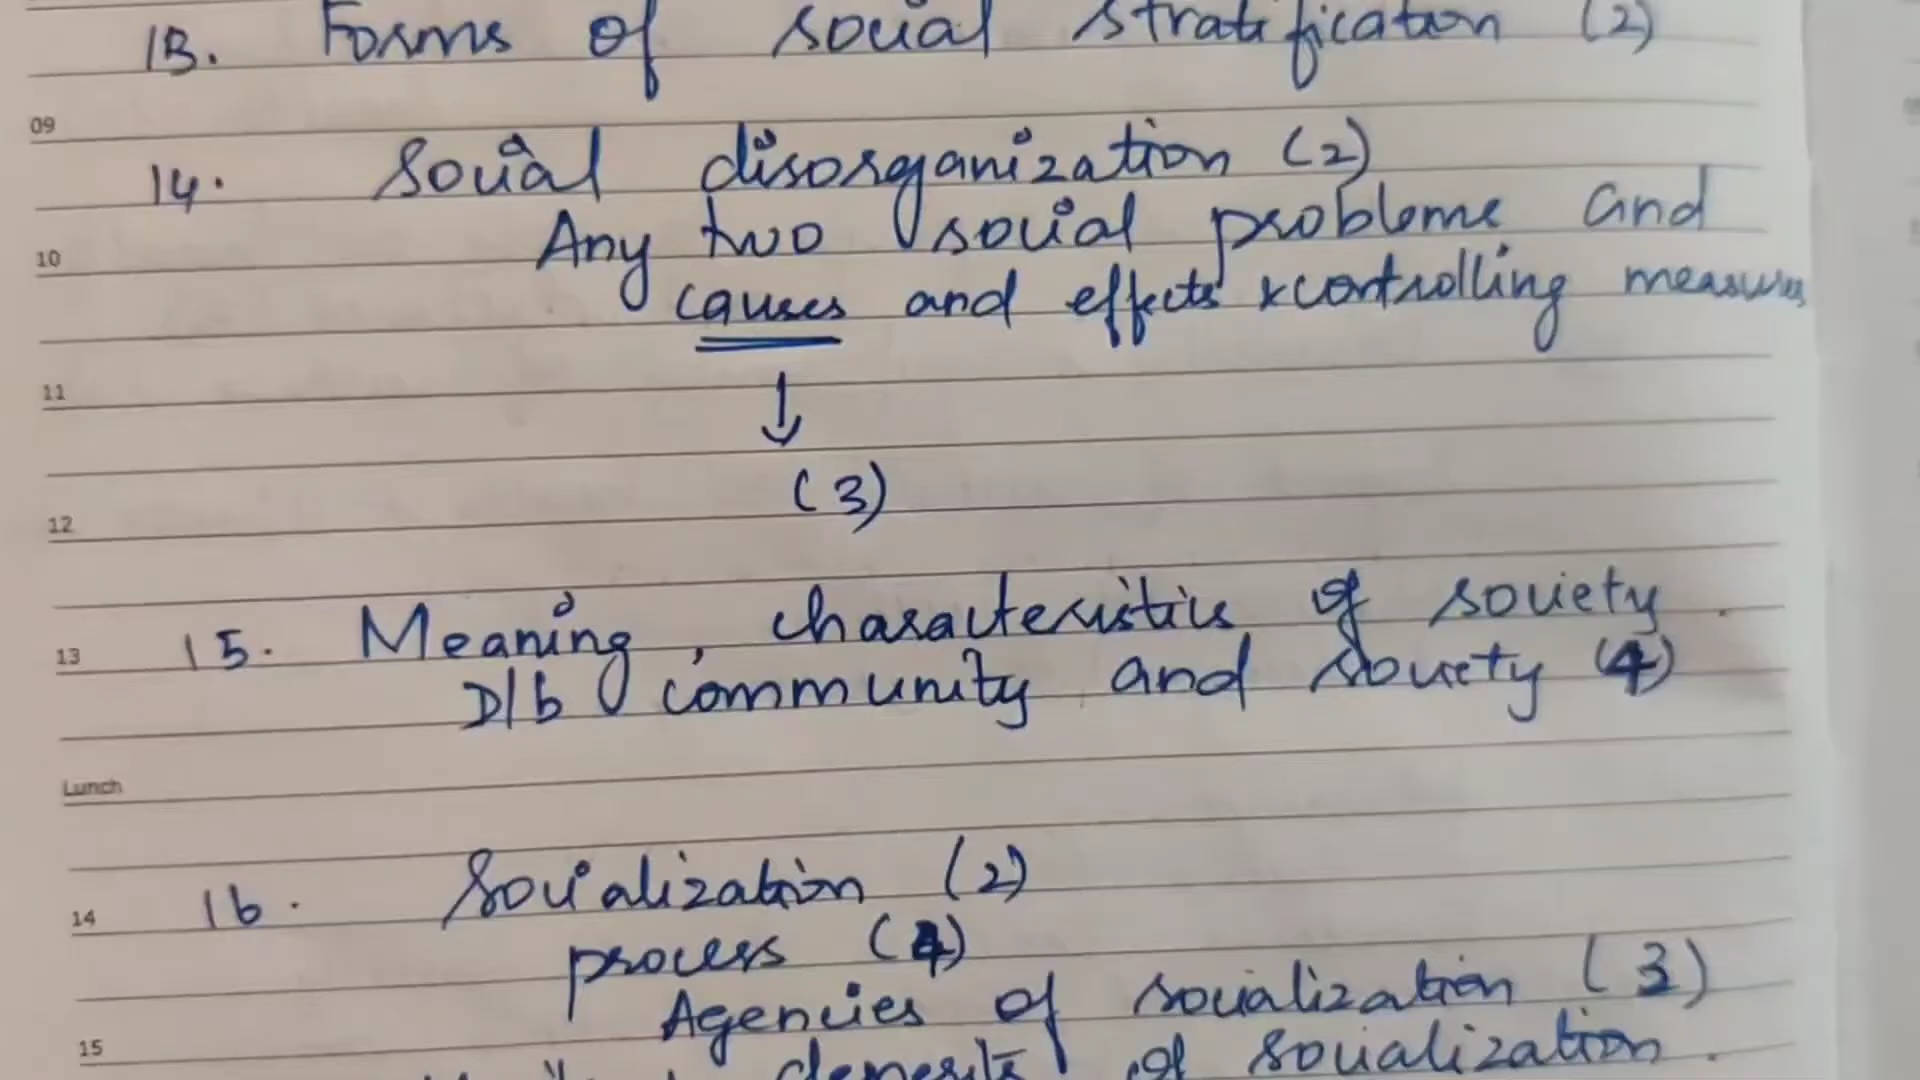 13. Forms of social stratification (2)
09
14. Social disorganization (2)
Any two social problems and
10
causes and effects & controlling measures
11
↓
(3)
12
15. Meaning, characteristics of society.
13
D/b community and society (4)
Lunch
16. Socialization (2)
14
process (4)
Agencies of socialization (3)
15
demerits of socialization.